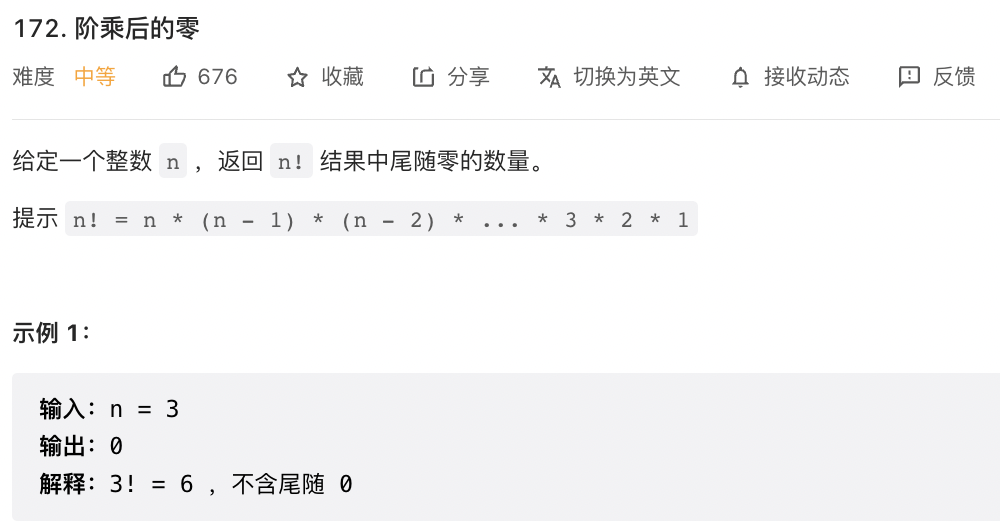 172. 阶乘后的零
难度 中等 676 收藏 分享 切换为英文 接收动态 反馈
给定一个整数 n ，返回 n! 结果中尾随零的数量。
提示 n! = n * (n - 1) * (n - 2) * ... * 3 * 2 * 1
示例 1：
输入：n = 3
输出：0
解释：3! = 6 ，不含尾随 0